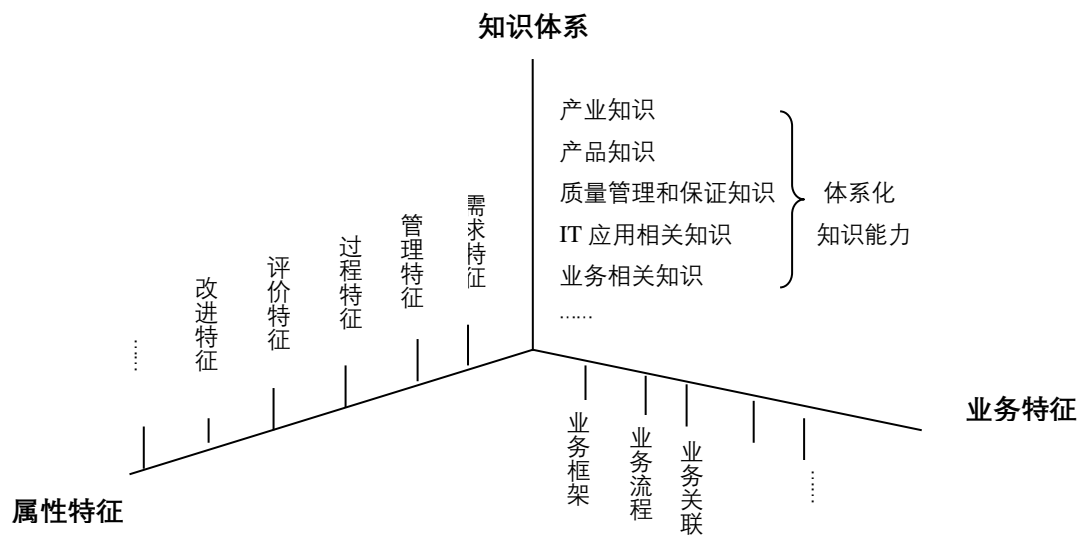 知识体系
产业知识
产品知识
质量管理和保证知识
IT 应用相关知识
业务相关知识
……
体系化
知识能力
需求特征
管理特征
过程特征
评价特征
改进特征
……
属性特征
业务特征
业务框架
业务流程
业务关联
……